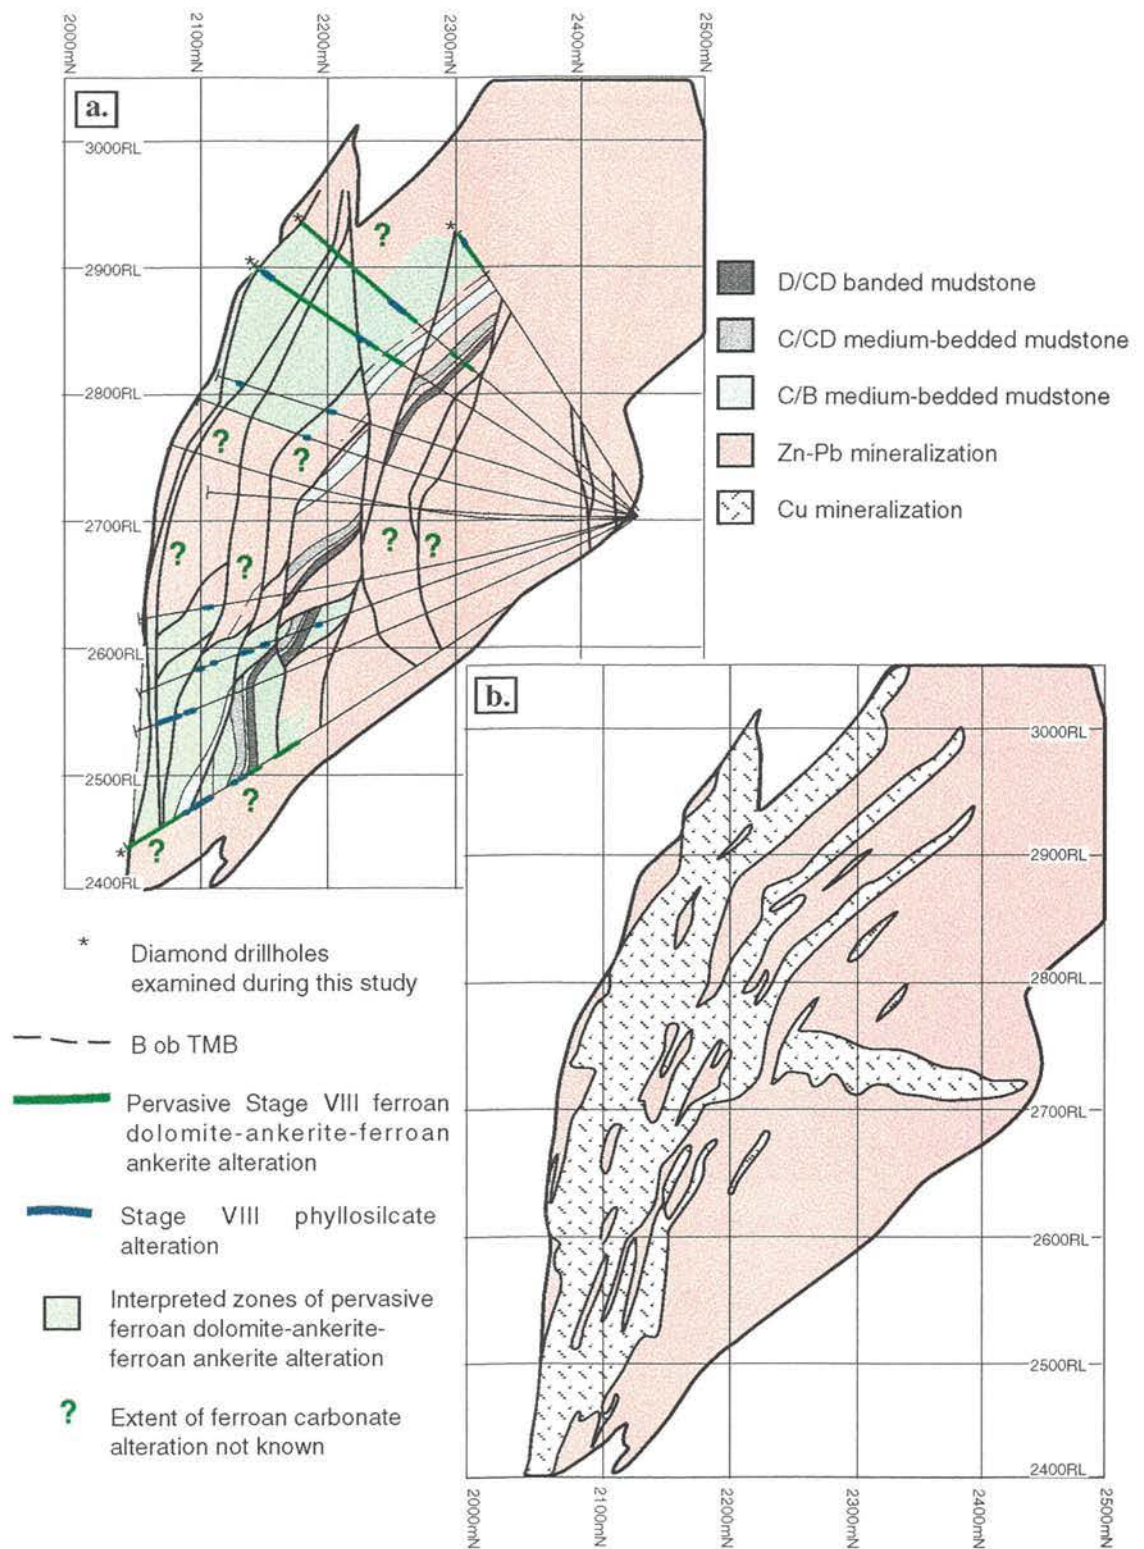 2000mN
2100mN
2200mN
2300mN
2400mN
2500mN
a.
3000RL
2900RL
2800RL
2700RL
2600RL
2500RL
2400RL
*
*
*
*
?
?
?
?
?
?
?
?
?
D/CD banded mudstone
C/CD medium-bedded mudstone
C/B medium-bedded mudstone
Zn-Pb mineralization
Cu mineralization
b.
3000RL
2900RL
2800RL
2700RL
2600RL
2500RL
2400RL
2000mN
2100mN
2200mN
2300mN
2400mN
2500mN
* Diamond drillholes
examined during this study
B ob TMB
Pervasive Stage VIII ferroan
dolomite-ankerite-ferroan
ankerite alteration
Stage VIII phyllosilcate
alteration
Interpreted zones of pervasive
ferroan dolomite-ankerite-
ferroan ankerite alteration
? Extent of ferroan carbonate
alteration not known